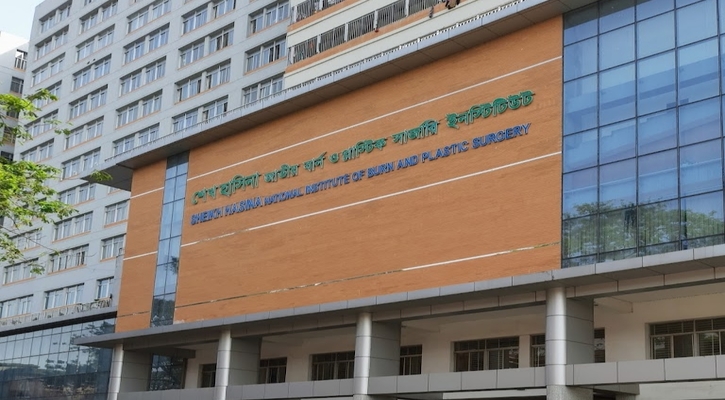 শেখ হাসিনা জাতীয় বার্ন ও প্লাস্টিক সার্জারি ইনস্টিটিউট
SHEIKH HASINA NATIONAL INSTITUTE OF BURN AND PLASTIC SURGERY